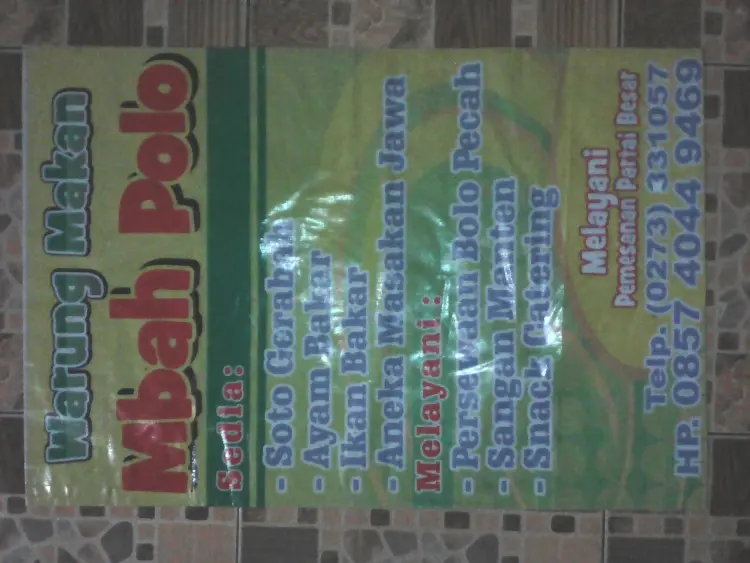 Warung Makan
Mbah Polo
Sedia:
- Soto Gerabah
- Ayam Bakar
- Ikan Bakar
- Aneka Masakan Jawa
Melayani :
- Persewaan Bolo Pecah
- Sangan Manten
- Snack Catering
Melayani
Pemesanan Partai Besar
Telp. (0273) 331057
HP. 0857 4044 9469